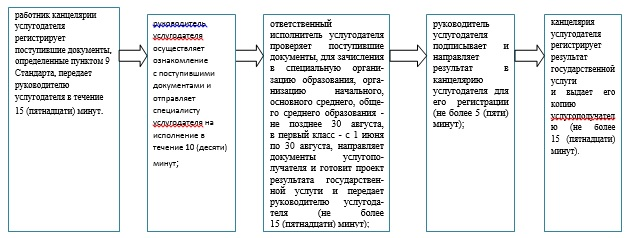 работник канцелярии
услугодателя
регистрирует
поступившие документы,
определенные пунктом 9
Стандарта, передает
руководителю
услугодателя в течение
15 (пятнадцати) минут.
руководитель
услугодателя
осуществляет
ознакомление
с поступившими
документами и
отправляет
специалисту
услугодателя на
исполнение в
течение 10 (десяти)
минут;
ответственный
исполнитель услугодателя
проверяет поступившие
документы, для зачисления
в специальную органи-
зацию образования, орга-
низацию начального,
основного среднего, обще-
го среднего образования -
не позднее 30 августа,
в первый класс - с 1 июня
по 30 августа, направляет
документы услугопо-
лучателя и готовит проект
результата государствен-
ной услуги и передает
руководителю услугода-
теля (не более
15 (пятнадцати) минут);
руководитель
услугодателя
подписывает и
направляет
результат в
канцелярию
услугодателя для
его регистрации
(не более 5 (пяти)
минут);
канцелярия
услугодателя
регистрирует
результат
государственной
услуги
и выдает его
копию
услугополучател
ю (не более
15 (пятнадцати)
минут).